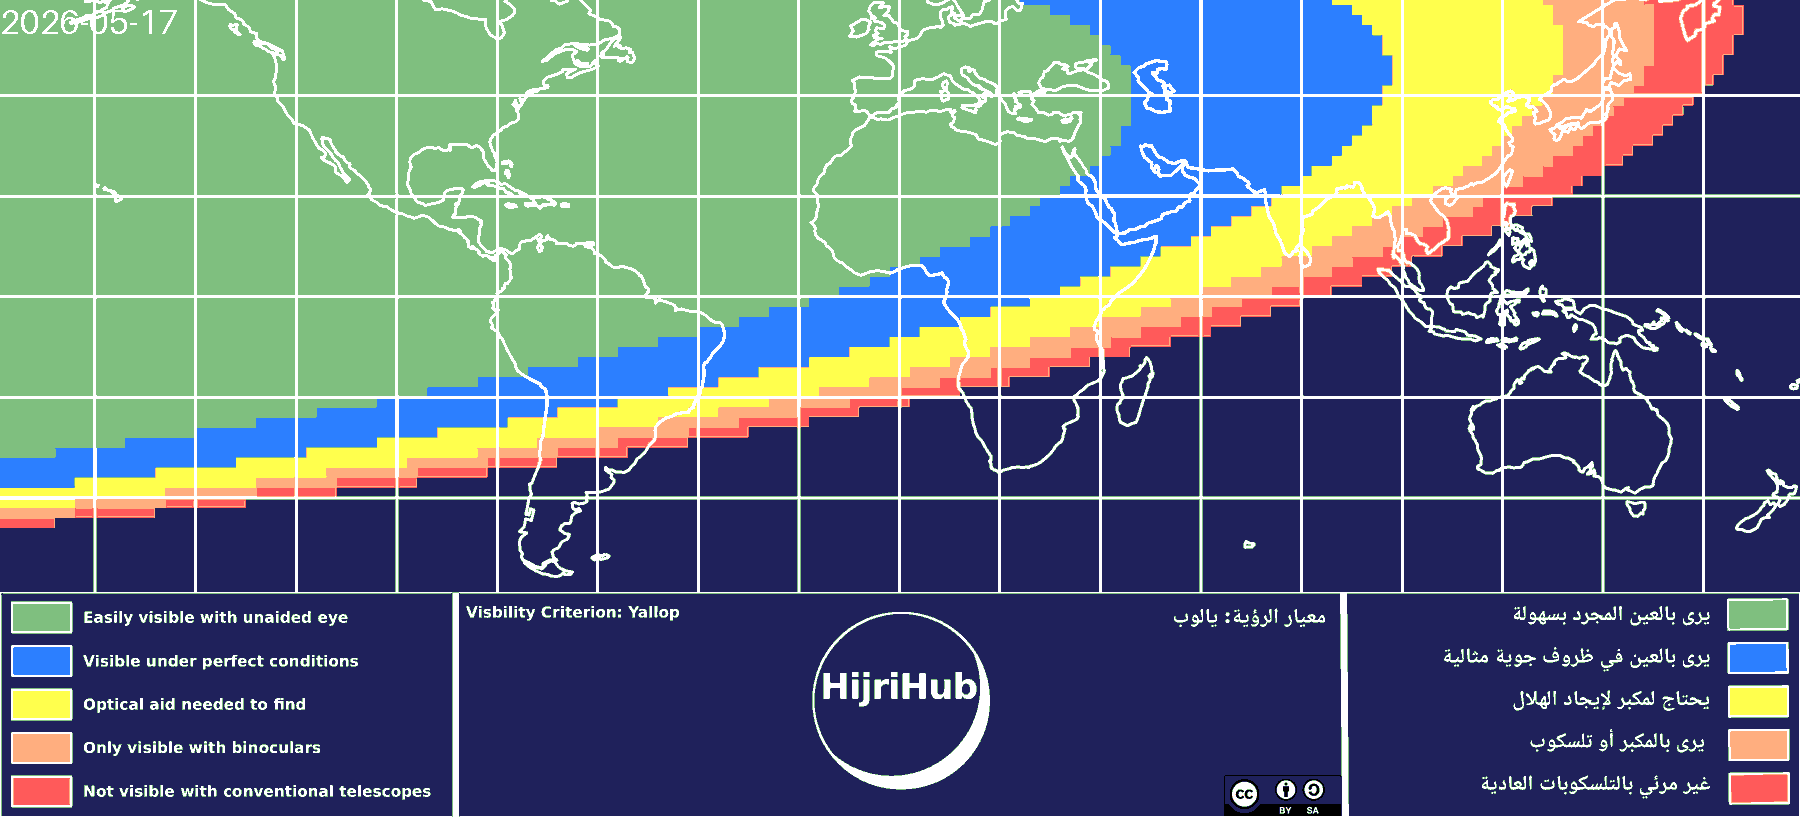 2026-05-17
Easily visible with unaided eye
Visible under perfect conditions
Optical aid needed to find
Only visible with binoculars
Not visible with conventional telescopes
Visbility Criterion: Yallop
معيار الرؤية: يالوب
HijriHub
cc
BY SA
يرى بالعين المجرد بسهولة
يرى بالعين في ظروف جوية مثالية
يحتاج لمكبر لإيجاد الهلال
يرى بالمكبر أو تلسكوب
غير مرئي بالتلسكوبات العادية